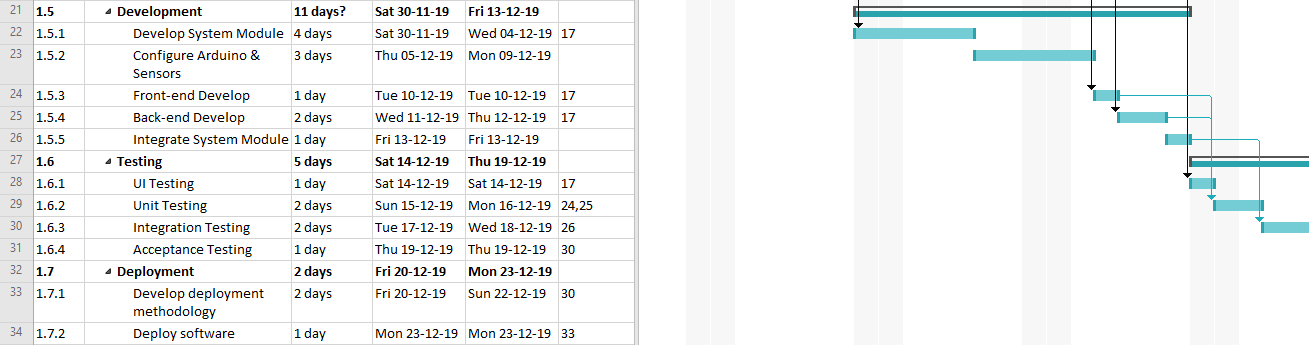 21 1.5 Development 11 days? Sat 30-11-19 Fri 13-12-19
22 1.5.1 Develop System Module 4 days Sat 30-11-19 Wed 04-12-19 17
23 1.5.2 Configure Arduino & 3 days Thu 05-12-19 Mon 09-12-19
Sensors
24 1.5.3 Front-end Develop 1 day Tue 10-12-19 Tue 10-12-19 17
25 1.5.4 Back-end Develop 2 days Wed 11-12-19 Thu 12-12-19 17
26 1.5.5 Integrate System Module 1 day Fri 13-12-19 Fri 13-12-19
27 1.6 Testing 5 days Sat 14-12-19 Thu 19-12-19
28 1.6.1 UI Testing 1 day Sat 14-12-19 Sat 14-12-19 17
29 1.6.2 Unit Testing 2 days Sun 15-12-19 Mon 16-12-19 24,25
30 1.6.3 Integration Testing 2 days Tue 17-12-19 Wed 18-12-19 26
31 1.6.4 Acceptance Testing 1 day Thu 19-12-19 Thu 19-12-19 30
32 1.7 Deployment 2 days Fri 20-12-19 Mon 23-12-19
33 1.7.1 Develop deployment 2 days Fri 20-12-19 Sun 22-12-19 30
methodology
34 1.7.2 Deploy software 1 day Mon 23-12-19 Mon 23-12-19 33